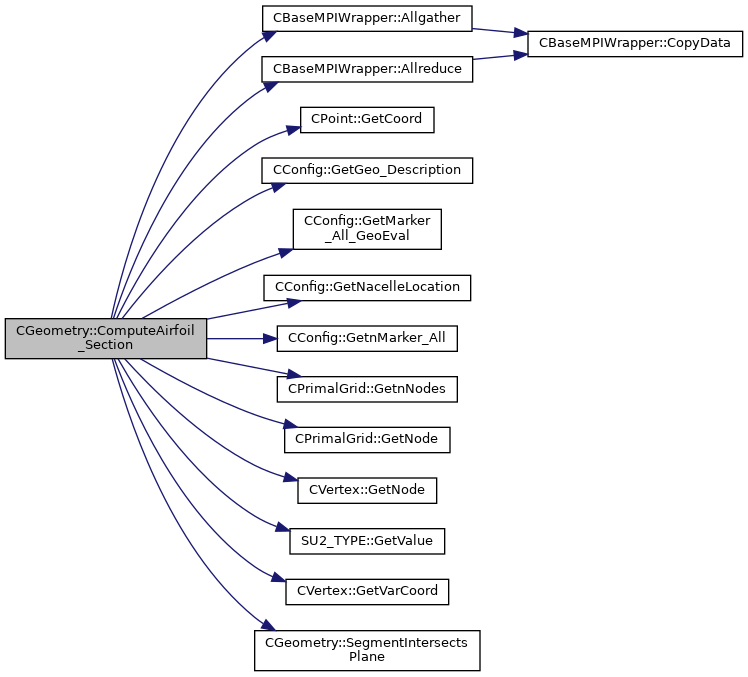 CBaseMPIWrapper::Allgather
CBaseMPIWrapper::CopyData
CBaseMPIWrapper::Allreduce
CPoint::GetCoord
CConfig::GetGeo_Description
CConfig::GetMarker
_All_GeoEval
CConfig::GetNacelleLocation
CGeometry::ComputeAirfoil
_Section
CConfig::GetnMarker_All
CPrimalGrid::GetnNodes
CPrimalGrid::GetNode
CVertex::GetNode
SU2_TYPE::GetValue
CVertex::GetVarCoord
CGeometry::SegmentIntersects
Plane